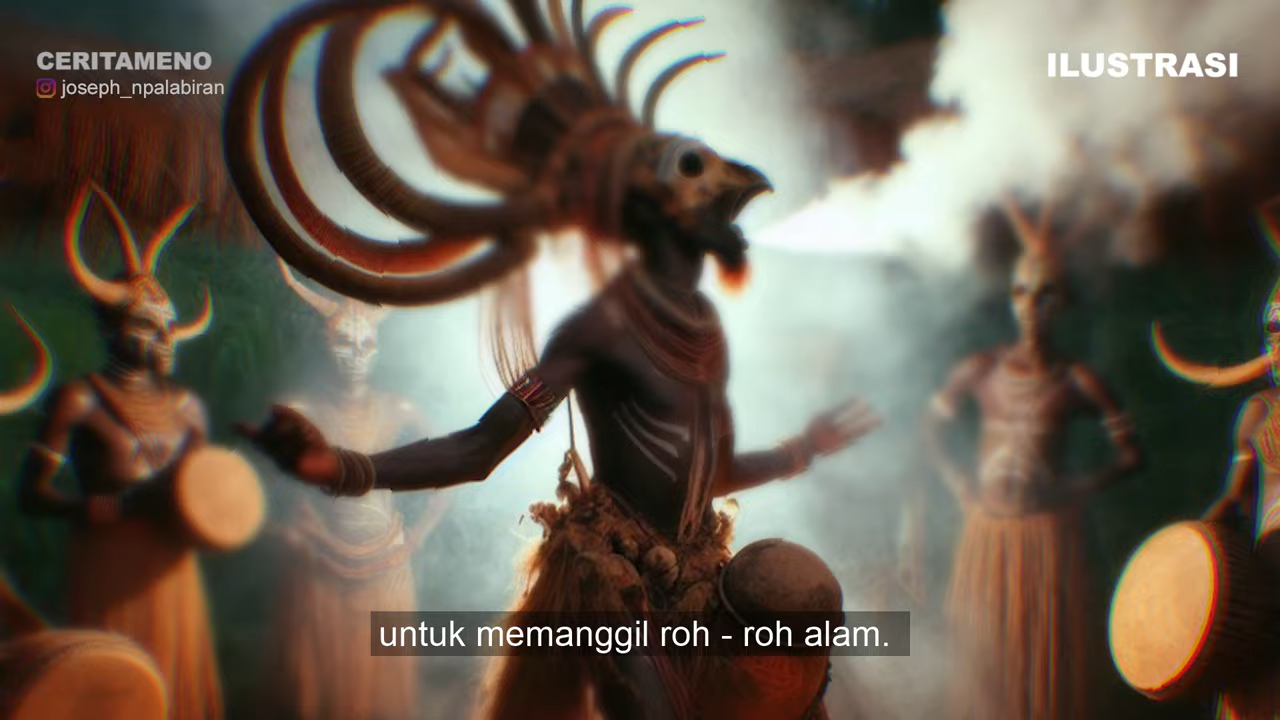 CERITAMENO
joseph_npalabiran
ILUSTRASI
untuk memanggil roh - roh alam.